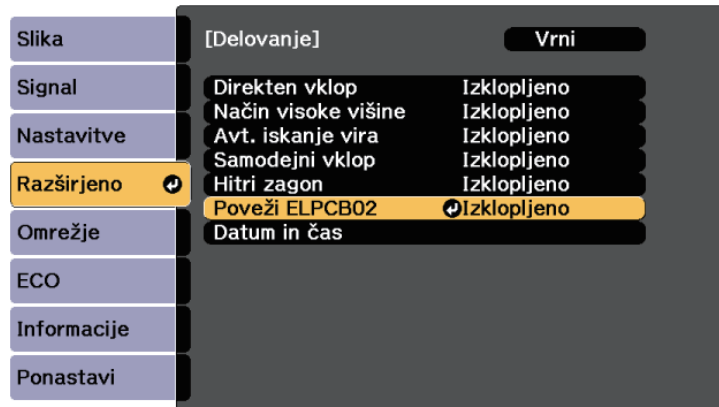 Slika
Signal
Nastavitve
Razširjeno
Omrežje
ECO
Informacije
Ponastavi
[Delovanje] Vrni
Direkten vklop Izklopljeno
Način visoke višine Izklopljeno
Avt. iskanje vira Izklopljeno
Samodejni vklop Izklopljeno
Hitri zagon Izklopljeno
Poveži ELPCB02 Izklopljeno
Datum in čas